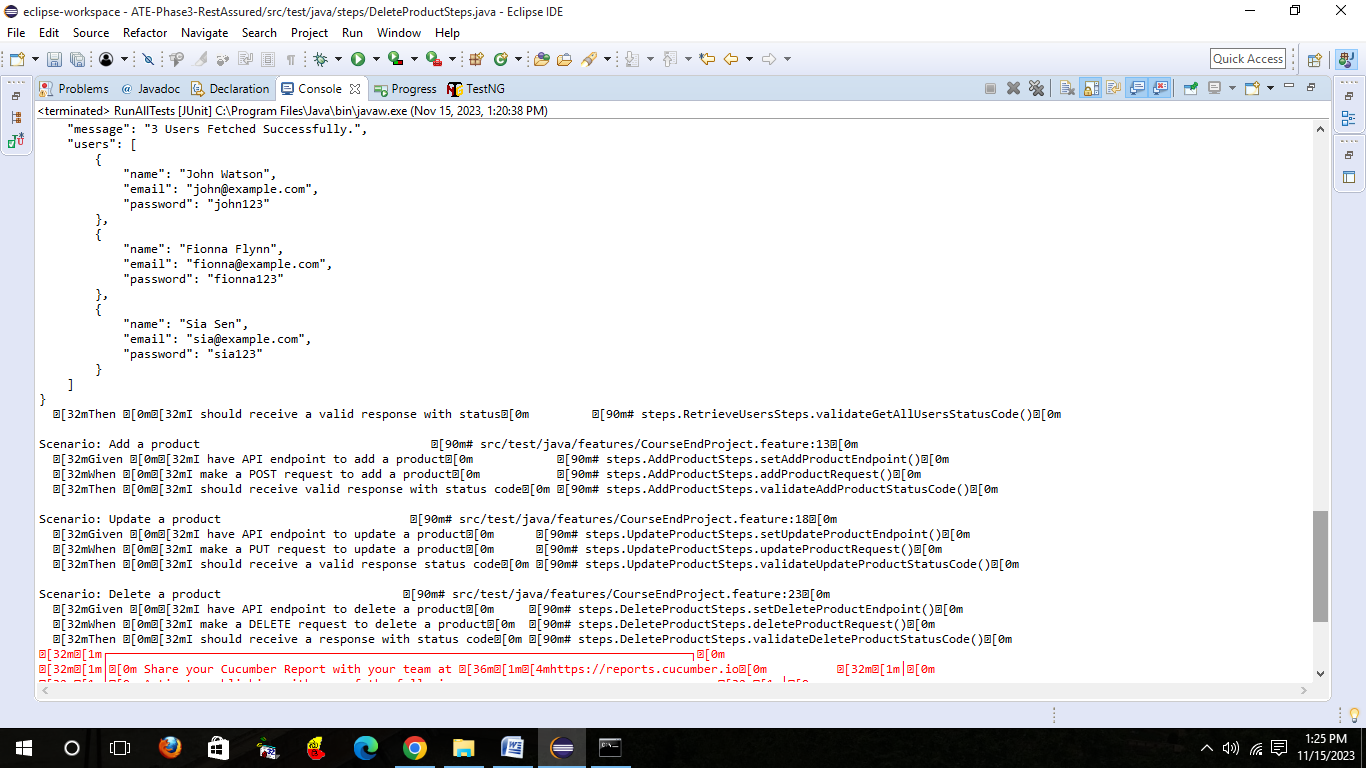 eclipse-workspace - ATE-Phase3-RestAssured/src/test/java/steps/DeleteProductSteps.java - Eclipse IDE
File Edit Source Refactor Navigate Search Project Run Window Help
Quick Access
Problems @ Javadoc Declaration Console Progress TestNG
<terminated> RunAllTests [JUnit] C:\Program Files\Java\bin\javaw.exe (Nov 15, 2023, 1:20:38 PM)
"message": "3 Users Fetched Successfully.",
"users": [
{
"name": "John Watson",
"email": "john@example.com",
"password": "john123"
},
{
"name": "Fionna Flynn",
"email": "fionna@example.com",
"password": "fionna123"
},
{
"name": "Sia Sen",
"email": "sia@example.com",
"password": "sia123"
}
]
}
[32mThen [0m[32mI should receive a valid response with status[0m [90m# steps.RetrieveUsersSteps.validateGetAllUsersStatusCode()[0m
Scenario: Add a product [90m# src/test/java/features/CourseEndProject.feature:13[0m
[32mGiven [0m[32mI have API endpoint to add a product[0m [90m# steps.AddProductSteps.setAddProductEndpoint()[0m
[32mWhen [0m[32mI make a POST request to add a product[0m [90m# steps.AddProductSteps.addProductRequest()[0m
[32mThen [0m[32mI should receive valid response with status code[0m [90m# steps.AddProductSteps.validateAddProductStatusCode()[0m
Scenario: Update a product [90m# src/test/java/features/CourseEndProject.feature:18[0m
[32mGiven [0m[32mI have API endpoint to update a product[0m [90m# steps.UpdateProductSteps.setUpdateProductEndpoint()[0m
[32mWhen [0m[32mI make a PUT request to update a product[0m [90m# steps.UpdateProductSteps.updateProductRequest()[0m
[32mThen [0m[32mI should receive a valid response status code[0m [90m# steps.UpdateProductSteps.validateUpdateProductStatusCode()[0m
Scenario: Delete a product [90m# src/test/java/features/CourseEndProject.feature:23[0m
[32mGiven [0m[32mI have API endpoint to delete a product[0m [90m# steps.DeleteProductSteps.setDeleteProductEndpoint()[0m
[32mWhen [0m[32mI make a DELETE request to delete a product[0m [90m# steps.DeleteProductSteps.deleteProductRequest()[0m
[32mThen [0m[32mI should receive a response with status code[0m [90m# steps.DeleteProductSteps.validateDeleteProductStatusCode()[0m
[32m[1m [0m
[32m[1m [0m Share your Cucumber Report with your team at [36m[1m[4mhttps://reports.cucumber.io[0m [32m[1m [0m
1:25 PM
11/15/2023